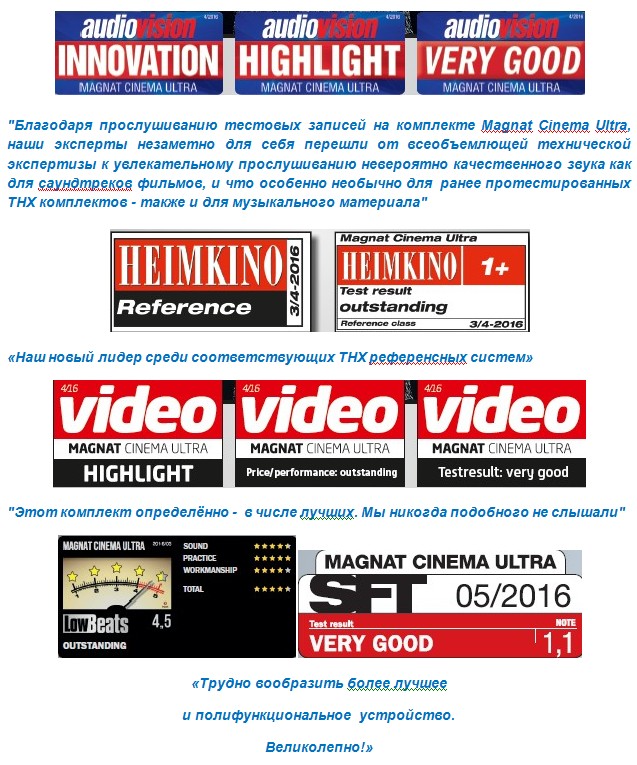 audiovision 4/2016 audiovision 4/2016 audiovision 4/2016
INNOVATION HIGHLIGHT VERY GOOD
MAGNAT CINEMA ULTRA MAGNAT CINEMA ULTRA MAGNAT CINEMA ULTRA
"Благодаря прослушиванию тестовых записей на комплекте Magnat Cinema Ultra,
наши эксперты незаметно для себя перешли от всеобъемлющей технической
экспертизы к увлекательному прослушиванию невероятно качественного звука как
для саундтреков фильмов, и что особенно необычно для ранее протестированных
THX комплектов - также и для музыкального материала"
HEIMKINO
Reference
3/4-2016
Magnat Cinema Ultra
HEIMKINO 1+
Test result
outstanding
Reference class 3/4-2016
«Наш новый лидер среди соответствующих THX референсных систем»
4/16 4/16 4/16
video video video
MAGNAT CINEMA ULTRA MAGNAT CINEMA ULTRA MAGNAT CINEMA ULTRA
HIGHLIGHT Price/performance: outstanding Testresult: very good
"Этот комплект определённо - в числе лучших. Мы никогда подобного не слышали"
MAGNAT CINEMA ULTRA
SOUND
PRACTICE
WORKMANSHIP
TOTAL
LowBeats 4,5
OUTSTANDING
MAGNAT CINEMA ULTRA
SFT 05/2016
Test result NOTE
VERY GOOD 1,1
«Трудно вообразить более лучшее
и полифункциональное устройство.
Великолепно!»